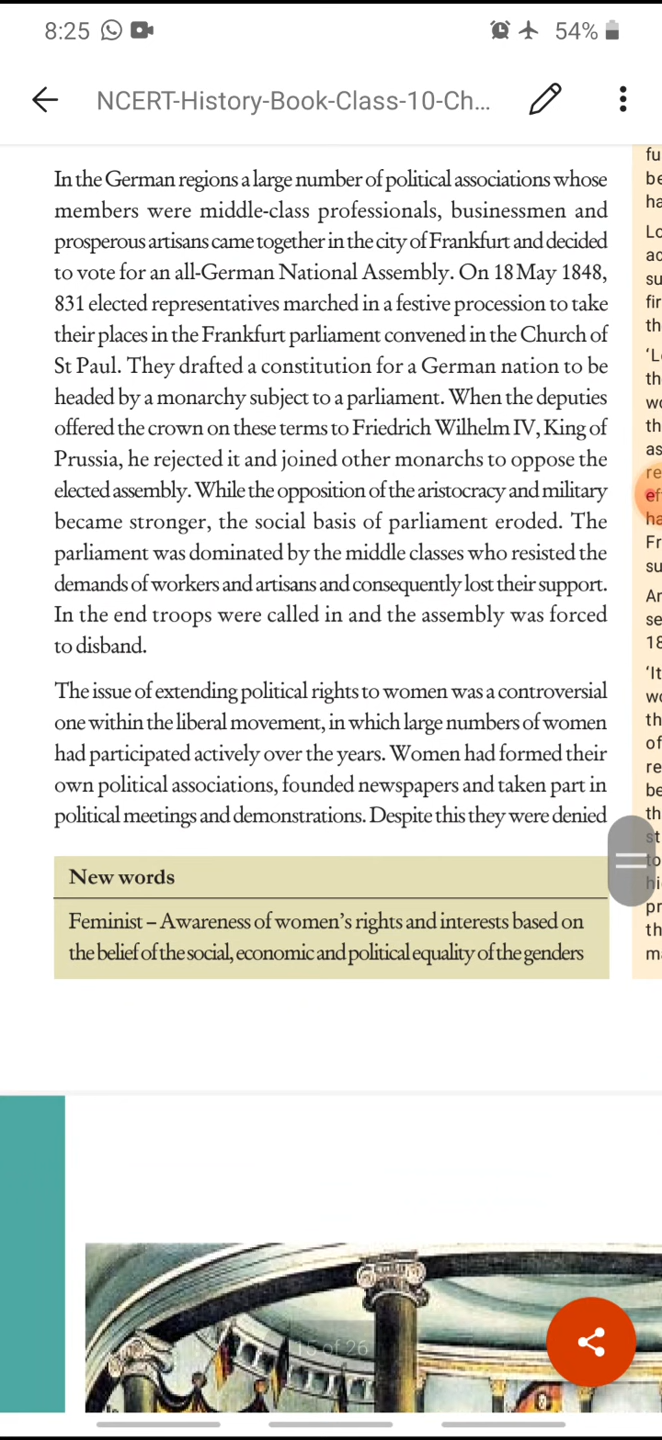 8:25
54%
NCERT-History-Book-Class-10-Ch...
In the German regions a large number of political associations whose
members were middle-class professionals, businessmen and
prosperous artisans came together in the city of Frankfurt and decided
to vote for an all-German National Assembly. On 18 May 1848,
831 elected representatives marched in a festive procession to take
their places in the Frankfurt parliament convened in the Church of
St Paul. They drafted a constitution for a German nation to be
headed by a monarchy subject to a parliament. When the deputies
offered the crown on these terms to Friedrich Wilhelm IV, King of
Prussia, he rejected it and joined other monarchs to oppose the
elected assembly. While the opposition of the aristocracy and military
became stronger, the social basis of parliament eroded. The
parliament was dominated by the middle classes who resisted the
demands of workers and artisans and consequently lost their support.
In the end troops were called in and the assembly was forced
to disband.
The issue of extending political rights to women was a controversial
one within the liberal movement, in which large numbers of women
had participated actively over the years. Women had formed their
own political associations, founded newspapers and taken part in
political meetings and demonstrations. Despite this they were denied
New words
Feminist – Awareness of women's rights and interests based on
the belief of the social, economic and political equality of the genders